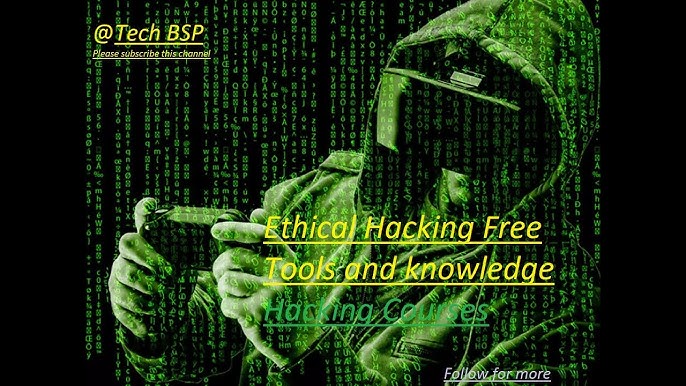 @Tech BSP
Please subscribe this channel
Ethical Hacking Free
Tools and knowledge
Hacking Courses
Follow for more